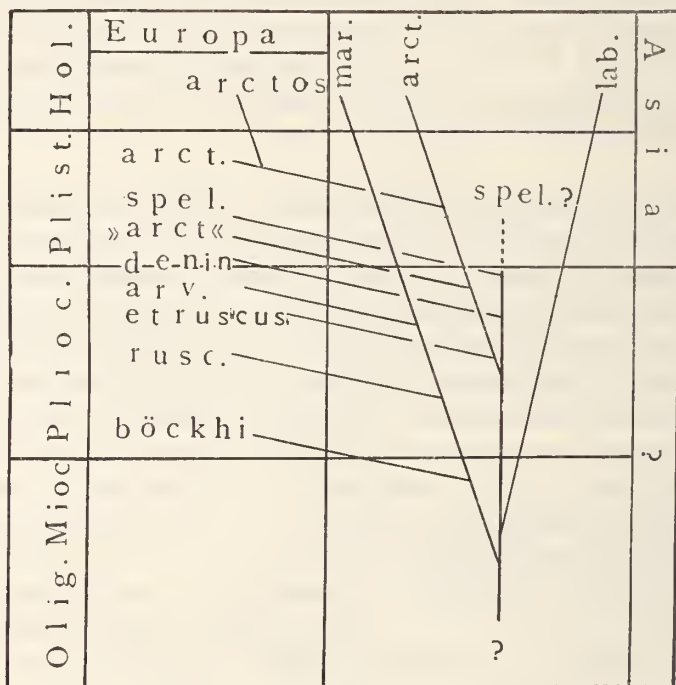 Hol.
Plist.
Plioc.
Mioc
Olig.
Europa
arctos
arct.
spel.
»arct«
denin
arv.
etruscus.
rusc.
böckhi
mar.
arct.
lab.
spel.?
?
Asia
?